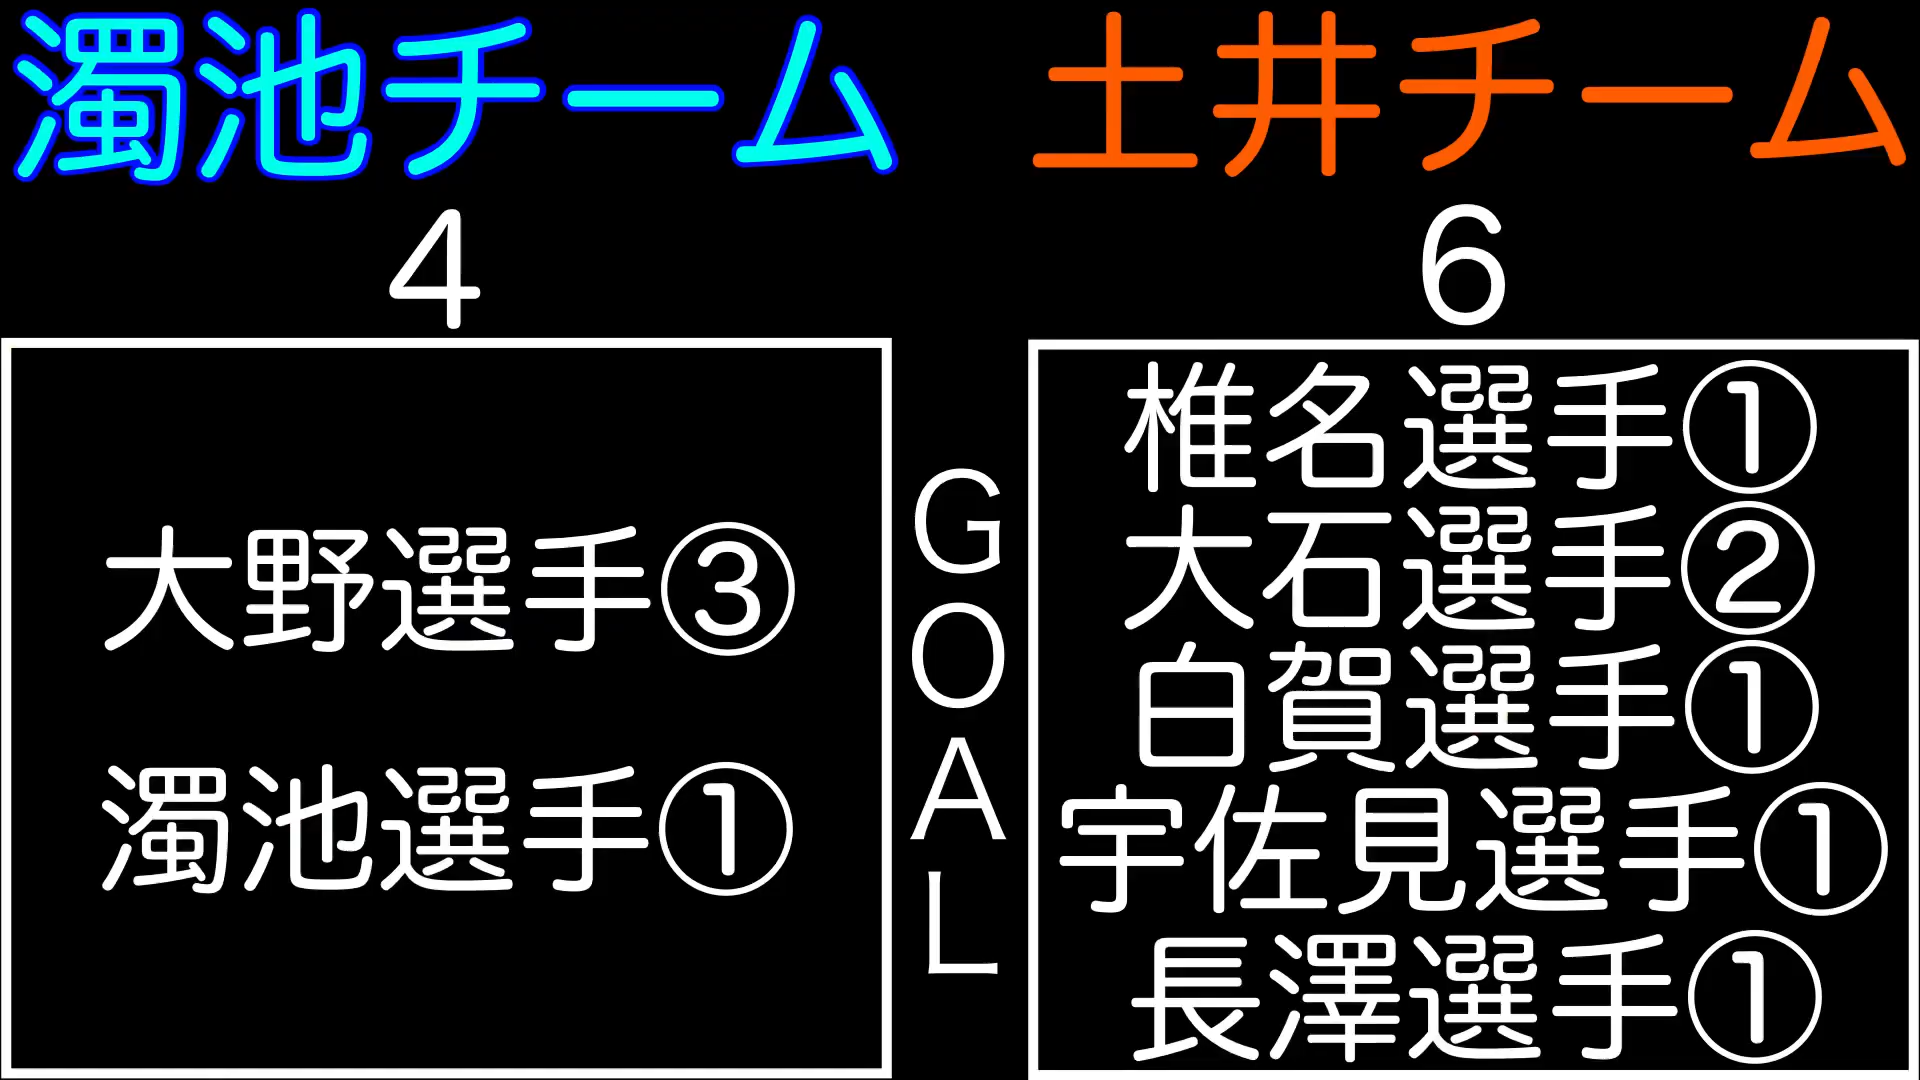 濁池チーム
4
大野選手③
濁池選手①
GOAL
土井チーム
6
椎名選手①
大石選手②
白賀選手①
宇佐見選手①
長澤選手①